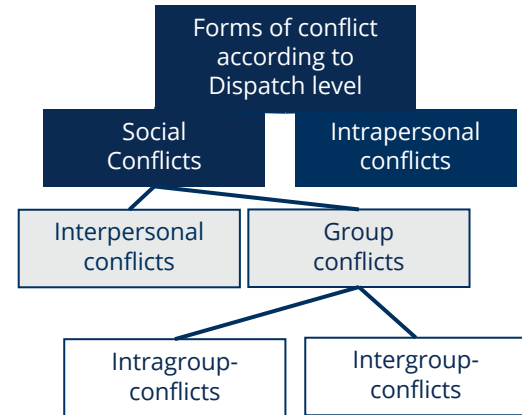 Forms of conflict
according to
Dispatch level
Social
Conflicts
Intrapersonal
conflicts
Interpersonal
conflicts
Group
conflicts
Intragroup-
conflicts
Intergroup-
conflicts